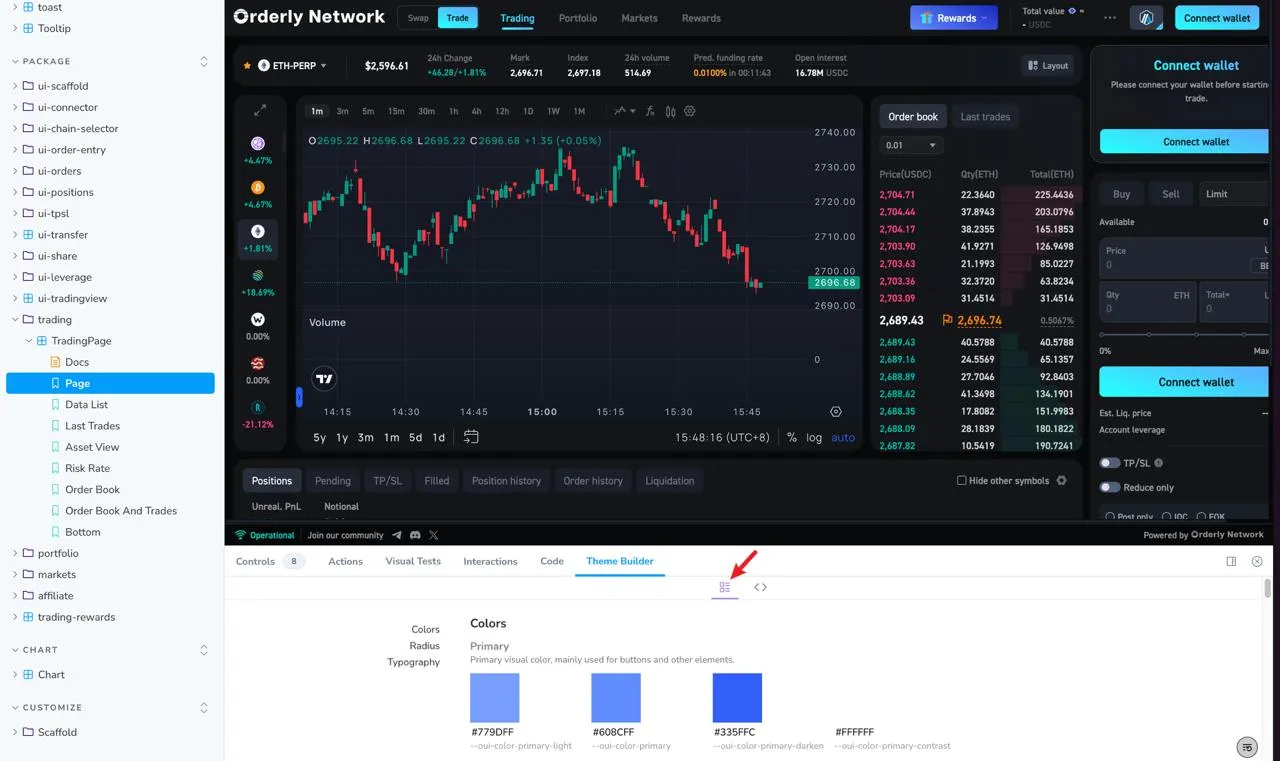 toast
Tooltip
PACKAGE
ui-scaffold
ui-connector
ui-chain-selector
ui-order-entry
ui-orders
ui-positions
ui-tpsl
ui-transfer
ui-share
ui-leverage
ui-tradingview
trading
TradingPage
Docs
Page
Data List
Last Trades
Asset View
Risk Rate
Order Book
Order Book And Trades
Bottom
portfolio
markets
affiliate
trading-rewards
CHART
Chart
CUSTOMIZE
Scaffold
Orderly Network
Swap Trade
Trading Portfolio Markets Rewards
Rewards
Total value ≈
- USDC
Connect wallet
ETH-PERP
$2,596.61
24h Change
+46.28/+1.81%
Mark
2,696.71
Index
2,697.18
24h volume
514.69
Pred. funding rate
0.0100% in 00:11:43
Open interest
16.78M USDC
Layout
+4.47%
+4.67%
+1.81%
+18.69%
0.00%
0.00%
-21.12%
1m 3m 5m 15m 30m 1h 4h 12h 1D 1W 1M
O2695.22 H2696.68 L2695.22 C2696.68 +1.35 (+0.05%)
2740.00
2730.00
2720.00
2710.00
2700.00
2696.68
2690.00
Volume
0
14:15 14:30 14:45 15:00 15:15 15:30 15:45
5y 1y 3m 1m 5d 1d
15:48:16 (UTC+8) % log auto
Order book Last trades
0.01
Price(USDC) Qty(ETH) Total(ETH)
2,704.71 22.3640 225.4436
2,704.44 37.8943 203.0796
2,704.17 38.2355 165.1853
2,703.90 41.9271 126.9498
2,703.63 21.1993 85.0227
2,703.36 32.3720 63.8234
2,703.09 31.4514 31.4514
2,689.43 2,696.74 0.5067%
2,689.43 40.5788 40.5788
2,689.16 24.5569 65.1357
2,688.89 27.7046 92.8403
2,688.62 41.3498 134.1901
2,688.35 17.8082 151.9983
2,688.09 28.1839 180.1822
2,687.82 10.5419 190.7241
Connect wallet
Please connect your wallet before starting
trade.
Connect wallet
Buy Sell Limit
Available 0
Price
0
Qty ETH
0
Total≈
0
0% Max
Connect wallet
Est. Liq. price --
Account leverage
TP/SL
Reduce only
Post only IOC FOK
Positions Pending TP/SL Filled Position history Order history Liquidation
Hide other symbols
Unreal. PnL Notional
Operational Join our community
Powered by Orderly Network
Controls 8 Actions Visual Tests Interactions Code Theme Builder
Colors
Radius
Typography
Colors
Primary
Primary visual color, mainly used for buttons and other elements.
#779DFF #608CFF #335FFC #FFFFFF
--oui-color-primary-light --oui-color-primary --oui-color-primary-darken --oui-color-primary-contrast